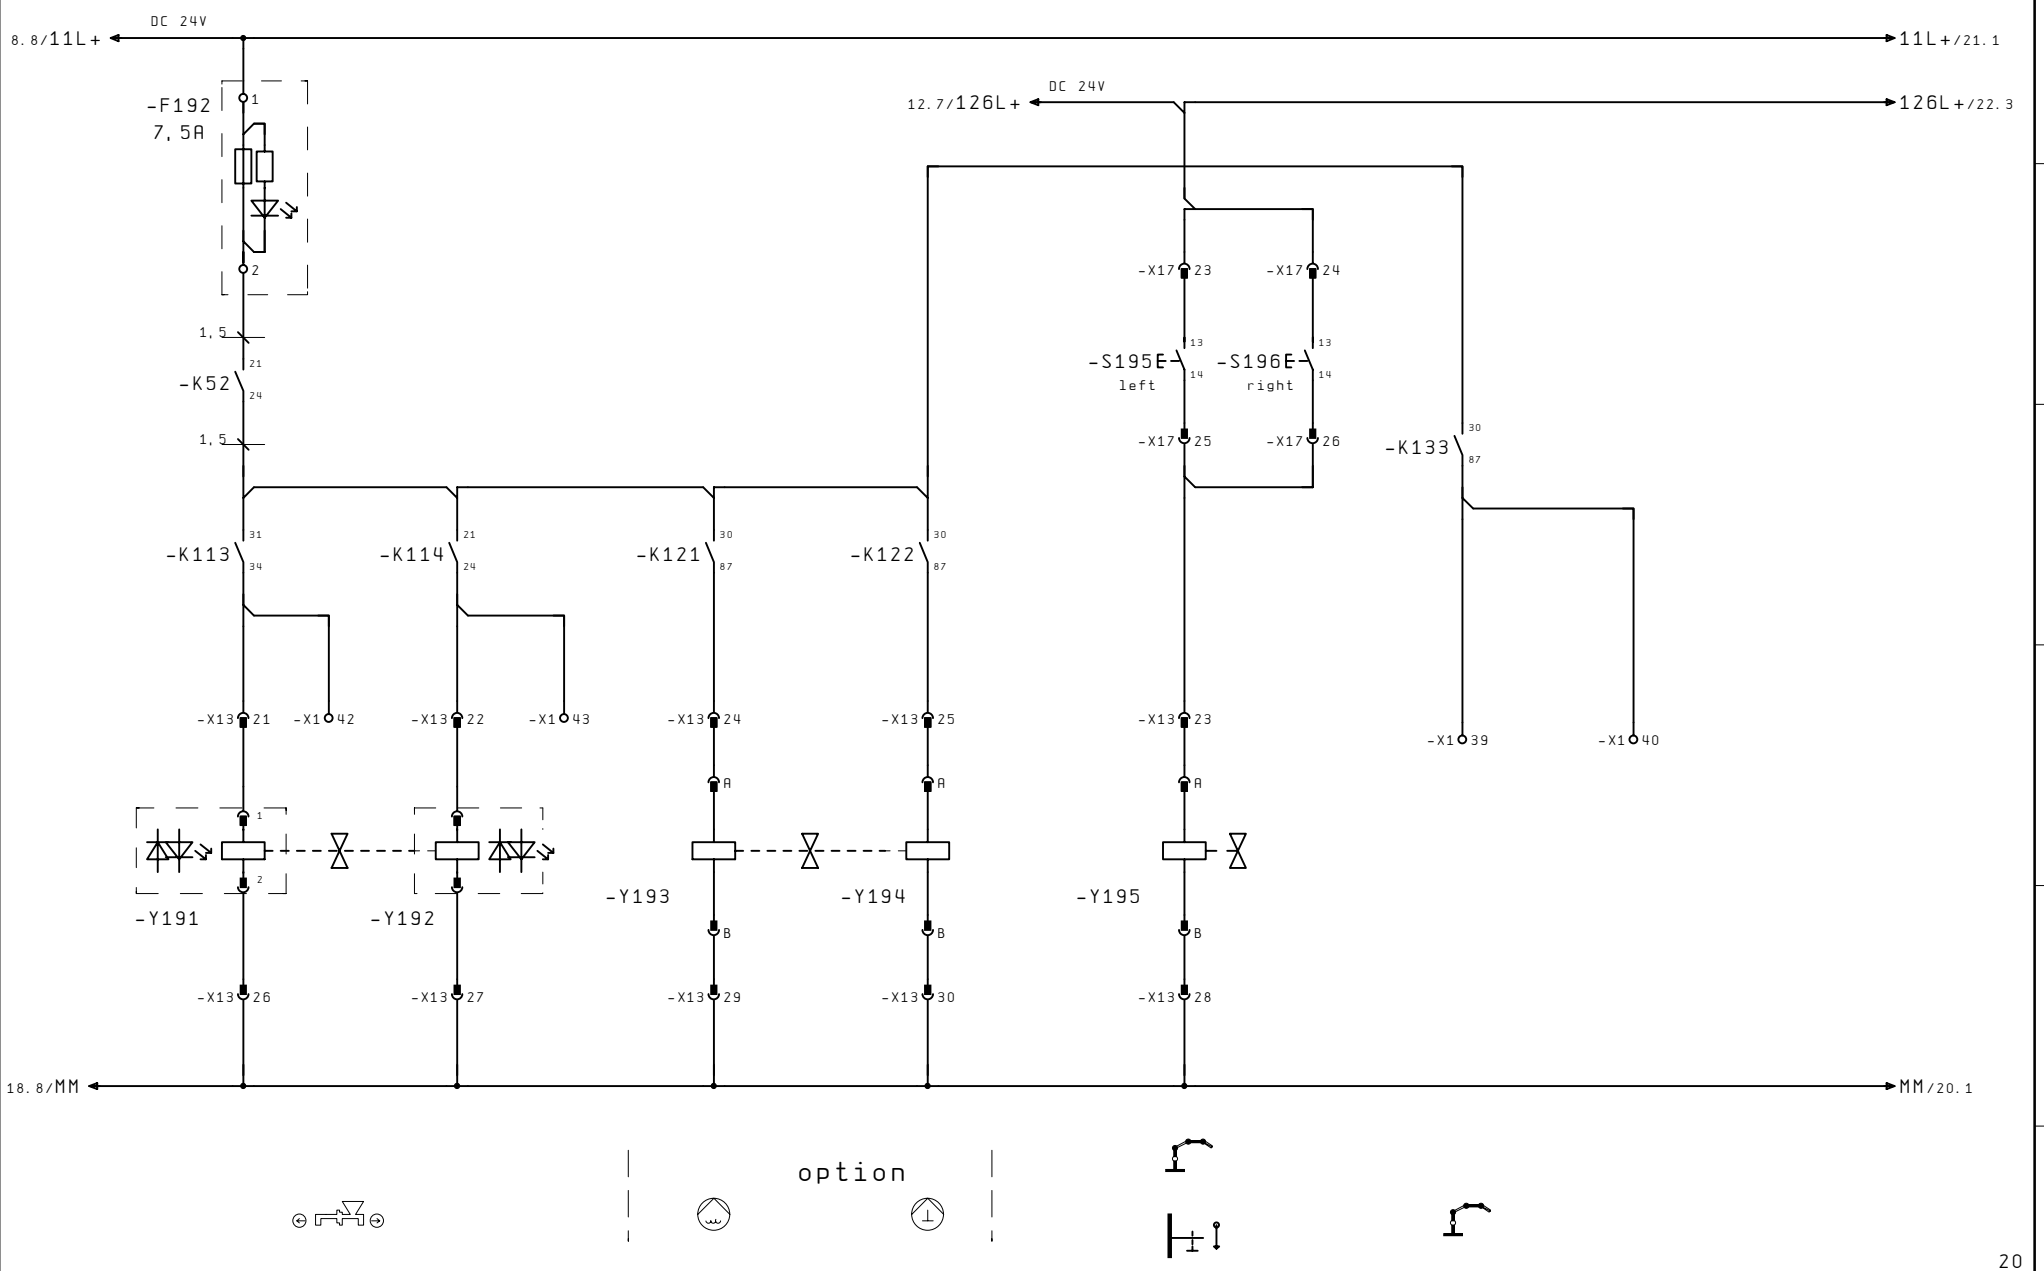 DC 24V
8.8/11L+
11L+/21.1
DC 24V
12.7/126L+
126L+/22.3
-F192
7,5A
1
2
-X17 23
-X17 24
1,5
21
-K52
24
13
-S195E
14
left
13
-S196E
14
right
1,5
-X17 25
-X17 26
30
-K133
87
31
-K113
34
21
-K114
24
30
-K121
87
30
-K122
87
-X13 21
-X1 42
-X13 22
-X1 43
-X13 24
-X13 25
-X13 23
-X1 39
-X1 40
A
A
A
1
2
-Y191
-Y192
-Y193
-Y194
-Y195
B
B
B
-X13 26
-X13 27
-X13 29
-X13 30
-X13 28
18.8/MM
MM/20.1
option
20